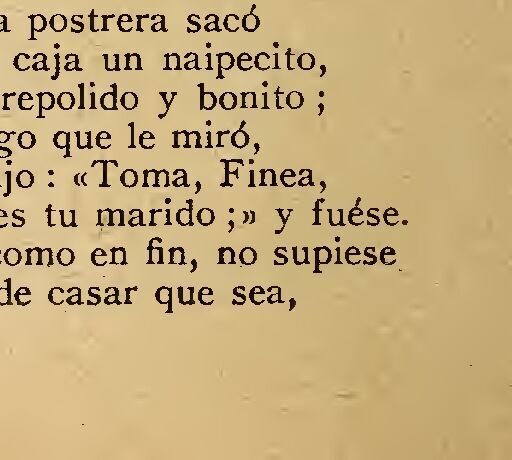 a postrera sacó
caja un naipecito,
repolido y bonito ;
go que le miró,
jo : «Toma, Finea,
es tu marido ;» y fuése.
como en fin, no supiese
de casar que sea,